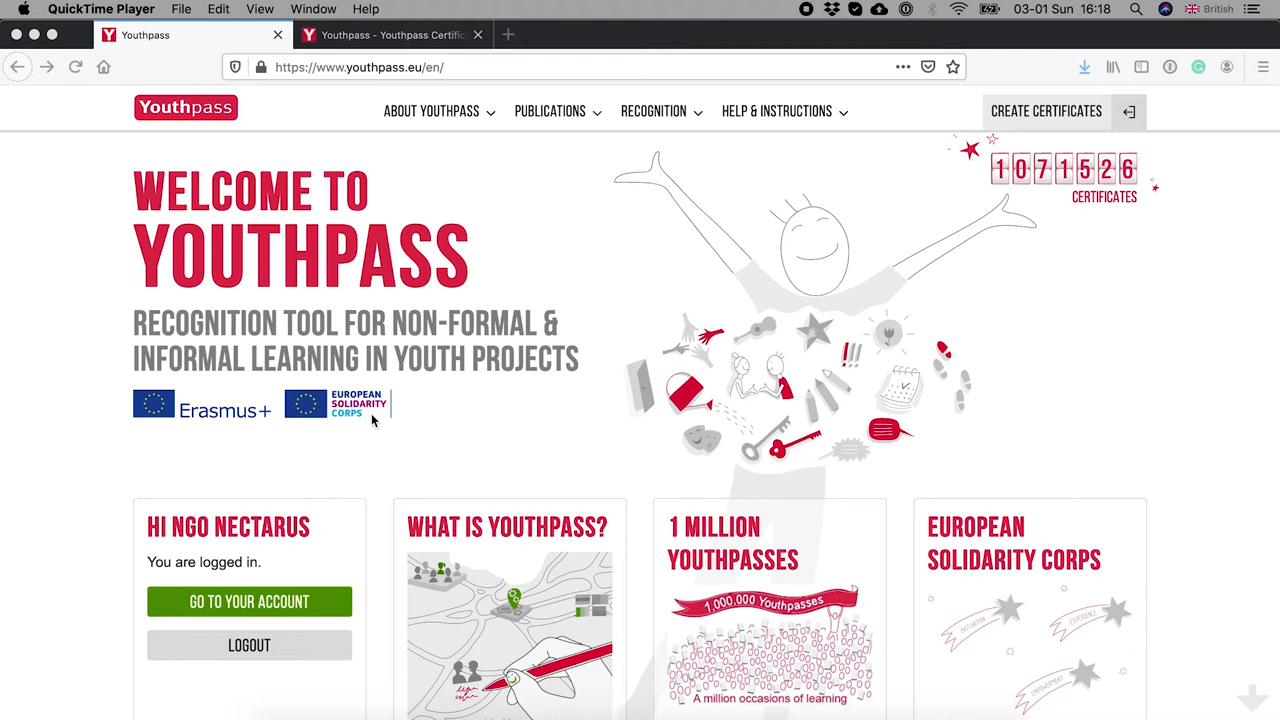 QuickTime Player File Edit View Window Help 03-01 Sun 16:18 British
Youthpass
Youthpass - Youthpass Certific
https://www.youthpass.eu/en/
Youthpass
ABOUT YOUTHPASS PUBLICATIONS RECOGNITION HELP & INSTRUCTIONS CREATE CERTIFICATES
1071526
CERTIFICATES
WELCOME TO
YOUTHPASS
RECOGNITION TOOL FOR NON-FORMAL &
INFORMAL LEARNING IN YOUTH PROJECTS
Erasmus+
EUROPEAN
SOLIDARITY
CORPS
HI NGO NECTARUS
You are logged in.
GO TO YOUR ACCOUNT
LOGOUT
WHAT IS YOUTHPASS?
1 MILLION
YOUTHPASSES
1,000,000 Youthpasses
A million occasions of learning
EUROPEAN
SOLIDARITY CORPS
MOTIVATION
EXPERIENCE
EMPOWERMENT